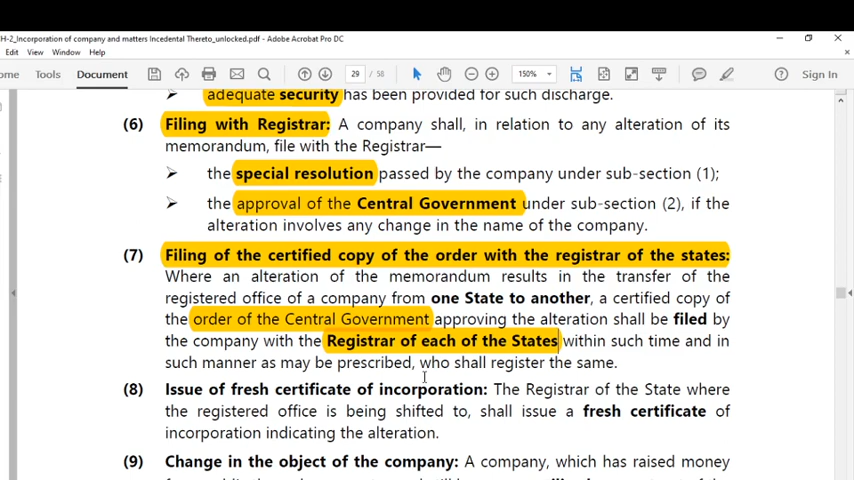 CH-2_Incorporation of company and matters Incedental Thereto_unlocked.pdf - Adobe Acrobat Pro DC
Edit View Window Help
Tools Document 29 / 58 150% Sign In
adequate security has been provided for such discharge.
(6) Filing with Registrar: A company shall, in relation to any alteration of its
memorandum, file with the Registrar—
the special resolution passed by the company under sub-section (1);
the approval of the Central Government under sub-section (2), if the
alteration involves any change in the name of the company.
(7) Filing of the certified copy of the order with the registrar of the states:
Where an alteration of the memorandum results in the transfer of the
registered office of a company from one State to another, a certified copy of
the order of the Central Government approving the alteration shall be filed by
the company with the Registrar of each of the States within such time and in
such manner as may be prescribed, who shall register the same.
(8) Issue of fresh certificate of incorporation: The Registrar of the State where
the registered office is being shifted to, shall issue a fresh certificate of
incorporation indicating the alteration.
(9) Change in the object of the company: A company, which has raised money